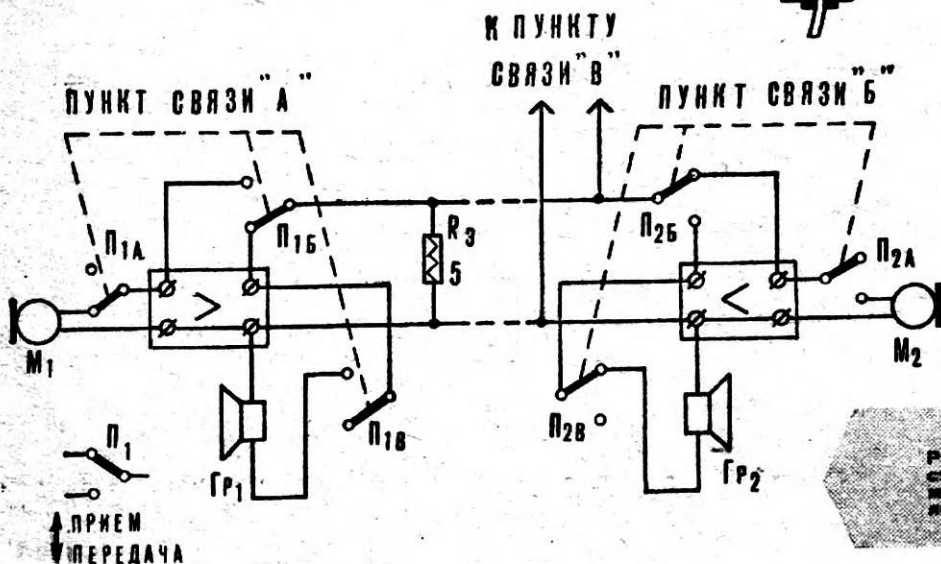 К ПУНКТУ
СВЯЗИ "В"
ПУНКТ СВЯЗИ "А"
ПУНКТ СВЯЗИ "Б"
П1А
П1Б
R3
5
П2Б
П2А
>
<
М1
М2
П1В
П2В
Гр1
Гр2
П1
ПРИЕМ
ПЕРЕДАЧА